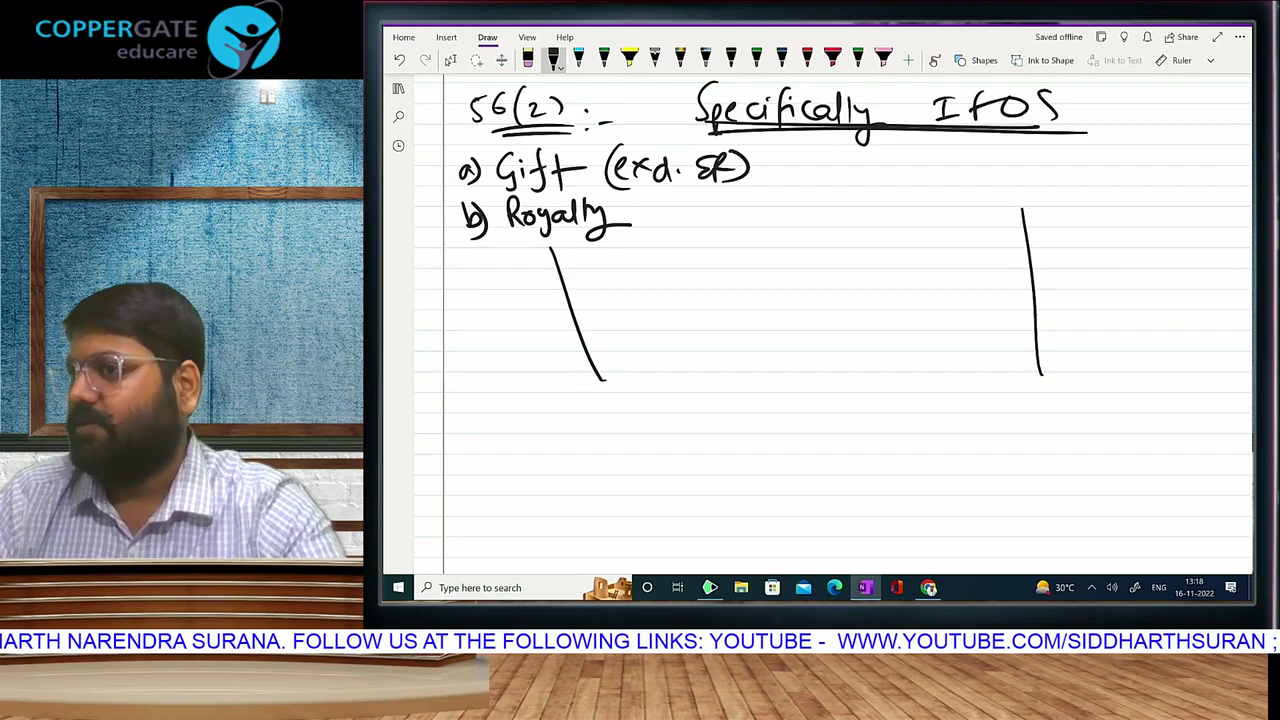 COPPERGATE
educare
Home Insert Draw View Help
Saved offline
Share
Shapes
Ink to Shape
Ink to Text
Ruler
56(2) :- Specifically IFOS
a) Gift (exd. SR)
b) Royalty
Type here to search
30°C
ENG
13:18
16-11-2022
HARTH NARENDRA SURANA. FOLLOW US AT THE FOLLOWING LINKS: YOUTUBE - WWW.YOUTUBE.COM/SIDDHARTHSURAN ;